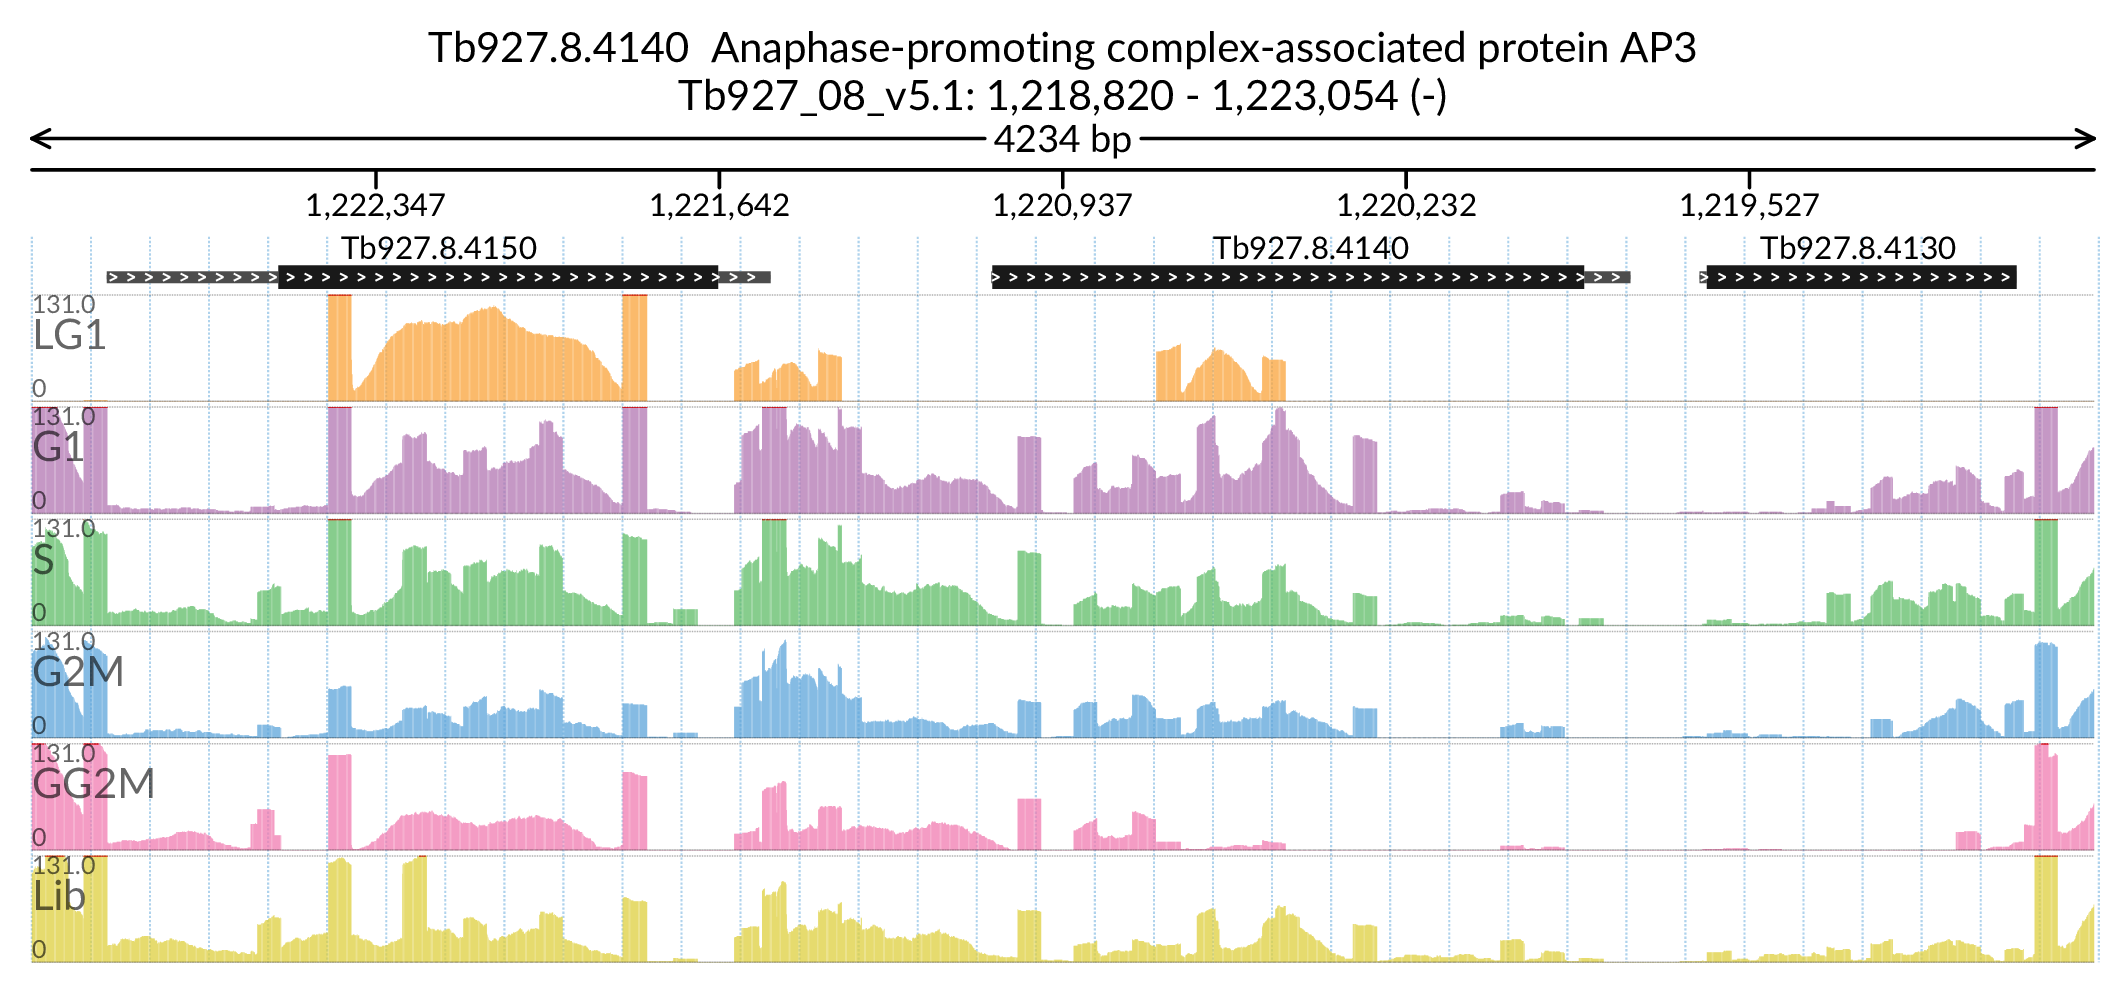 Tb927.8.4140  Anaphase-promoting complex-associated protein AP3
Tb927_08_v5.1: 1,218,820 - 1,223,054 (-)
4234 bp
1,222,347 1,221,642 1,220,937 1,220,232 1,219,527
Tb927.8.4150 Tb927.8.4140 Tb927.8.4130
131.0
LG1
0
131.0
G1
0
131.0
S
0
131.0
G2M
0
131.0
GG2M
0
131.0
Lib
0